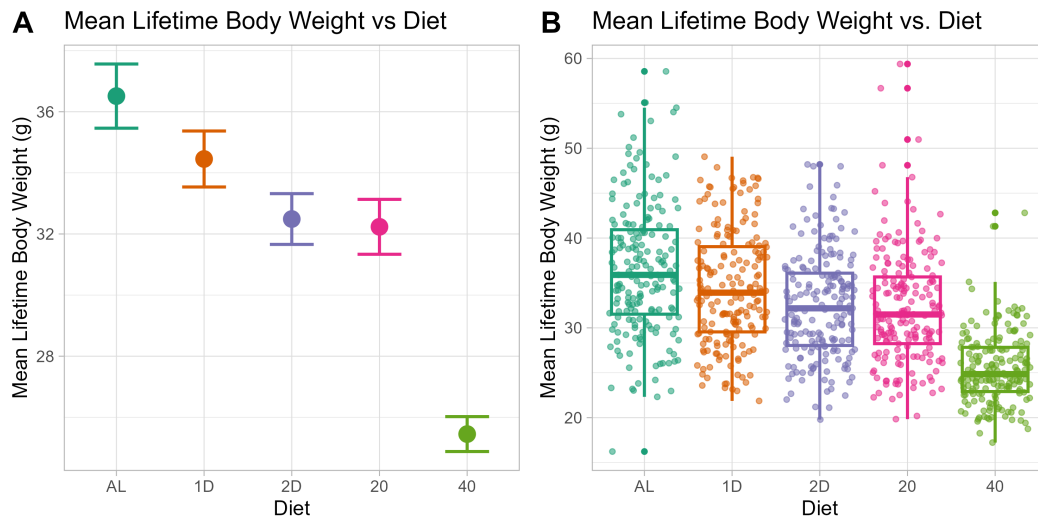 A
Mean Lifetime Body Weight vs Diet
Mean Lifetime Body Weight (g)
36
32
28
AL 1D 2D 20 40
Diet
B
Mean Lifetime Body Weight vs. Diet
Mean Lifetime Body Weight (g)
60
50
40
30
20
AL 1D 2D 20 40
Diet